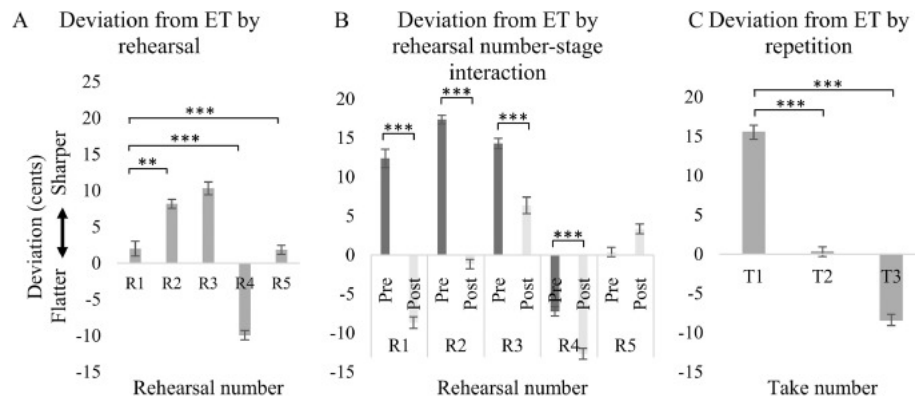 A Deviation from ET by
rehearsal
Deviation (cents)
Flatter Sharper
25
20
15
10
5
0
-5
-10
-15
***
***
**
R1 R2 R3 R4 R5
Rehearsal number
B Deviation from ET by
rehearsal number-stage
interaction
20
15
10
5
0
-5
-10
-15
*** *** *** ***
Pre Post Pre Post Pre Post Pre Post Pre Post
R1 R2 R3 R4 R5
Rehearsal number
C Deviation from ET by
repetition
20
15
10
5
0
-5
-10
-15
***
***
T1 T2 T3
Take number